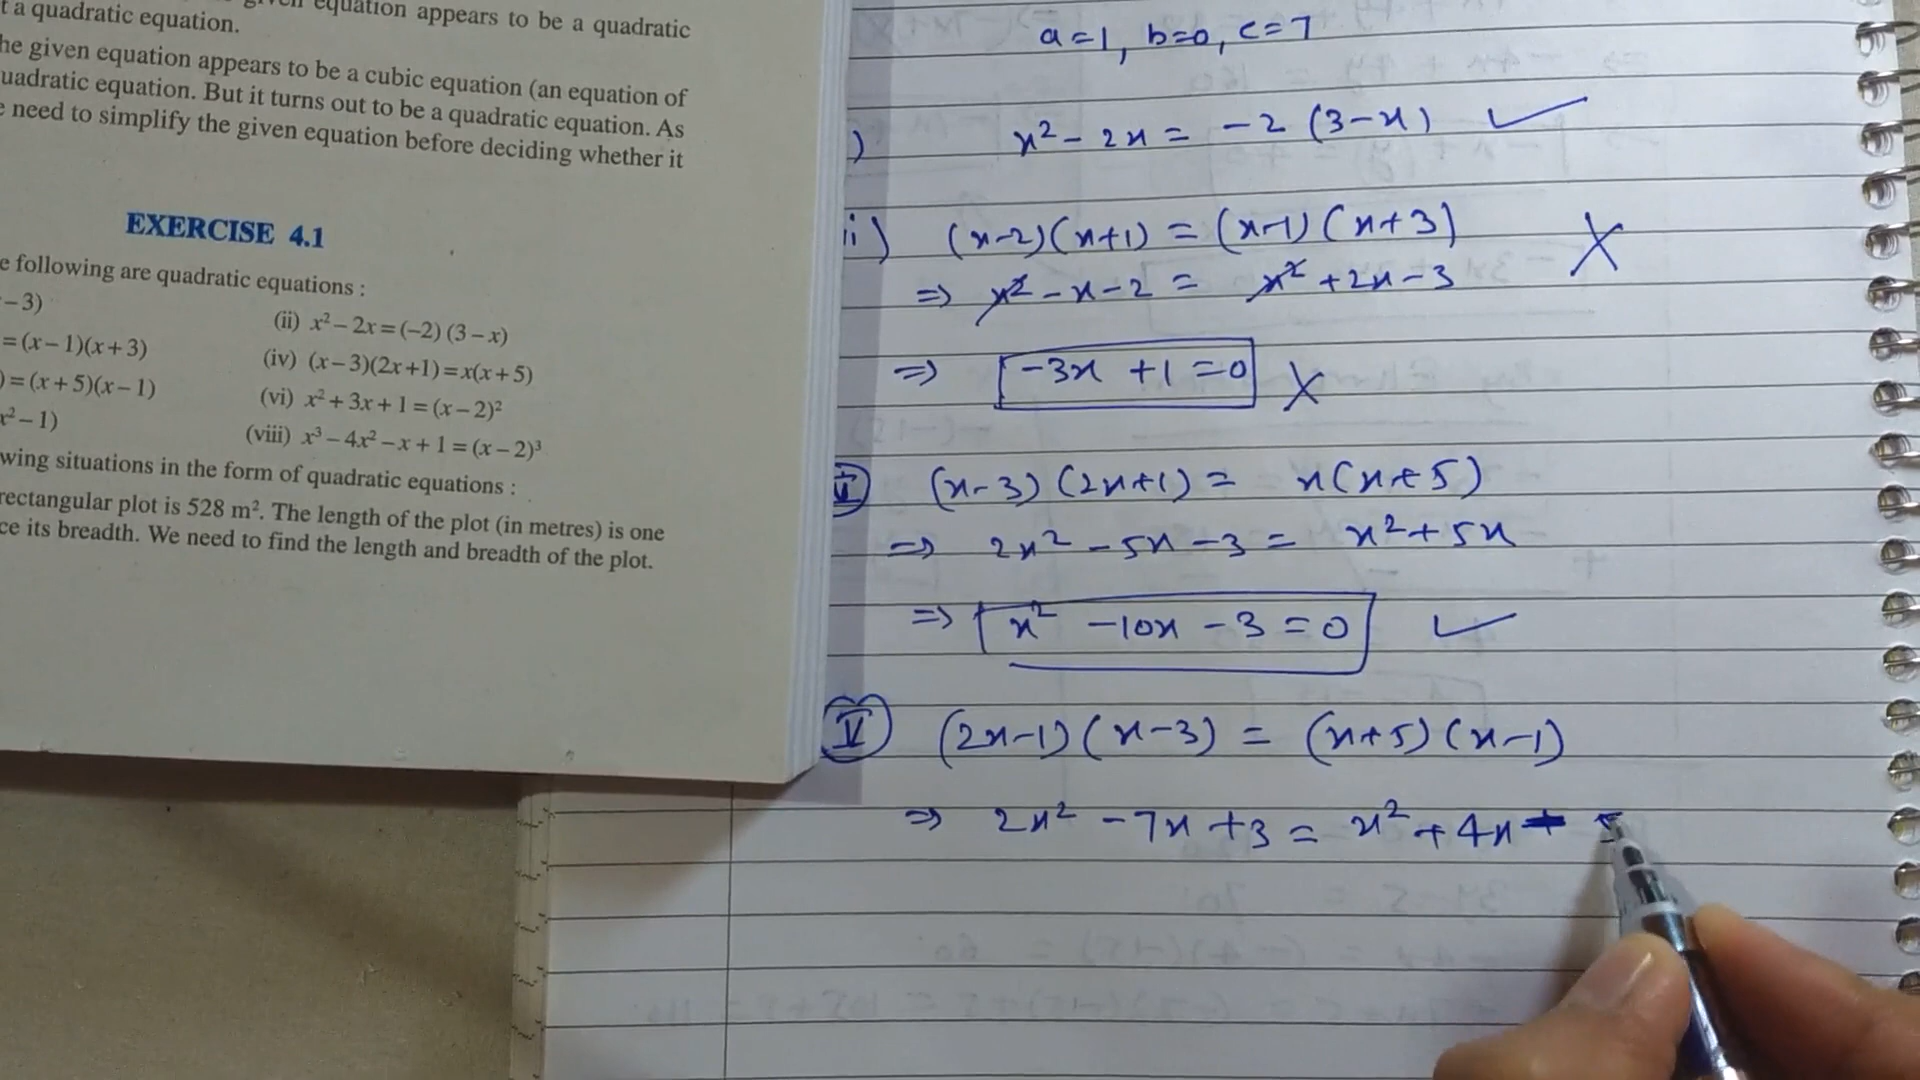 equation appears to be a quadratic
t a quadratic equation.
he given equation appears to be a cubic equation (an equation of
uadratic equation. But it turns out to be a quadratic equation. As
e need to simplify the given equation before deciding whether it
EXERCISE 4.1
e following are quadratic equations :
– 3)
(ii) x² – 2x = (–2) (3 – x)
= (x – 1)(x + 3)
(iv) (x – 3)(2x + 1) = x(x + 5)
) = (x + 5)(x – 1)
(vi) x² + 3x + 1 = (x – 2)²
x² – 1)
(viii) x³ – 4x² – x + 1 = (x – 2)³
wing situations in the form of quadratic equations :
rectangular plot is 528 m². The length of the plot (in metres) is one
ce its breadth. We need to find the length and breadth of the plot.
a=1, b=0, c=7
) x² - 2x = -2 (3-x) ✓
ii) (x-2)(x+1) = (x-1)(x+3) X
⇒ x² - x - 2 = x² + 2x - 3
⇒ -3x + 1 = 0 X
(x-3)(2x+1) = x(x+5)
⇒ 2x² - 5x - 3 = x² + 5x
⇒ x² - 10x - 3 = 0 ✓
V (2x-1)(x-3) = (x+5)(x-1)
⇒ 2x² - 7x + 3 = x² + 4x - 5